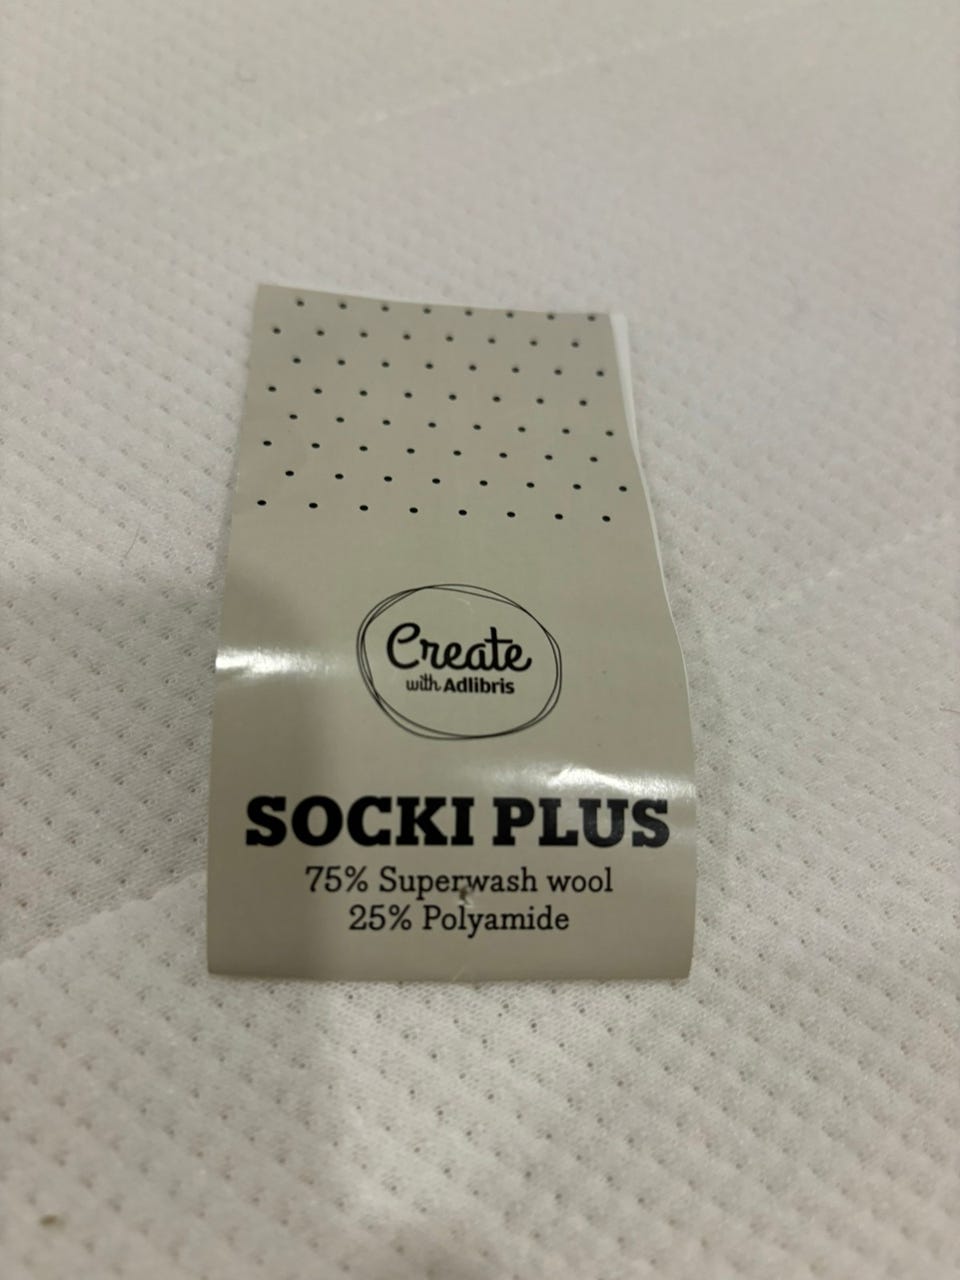 Create
with Adlibris
SOCKI PLUS
75% Superwash wool
25% Polyamide